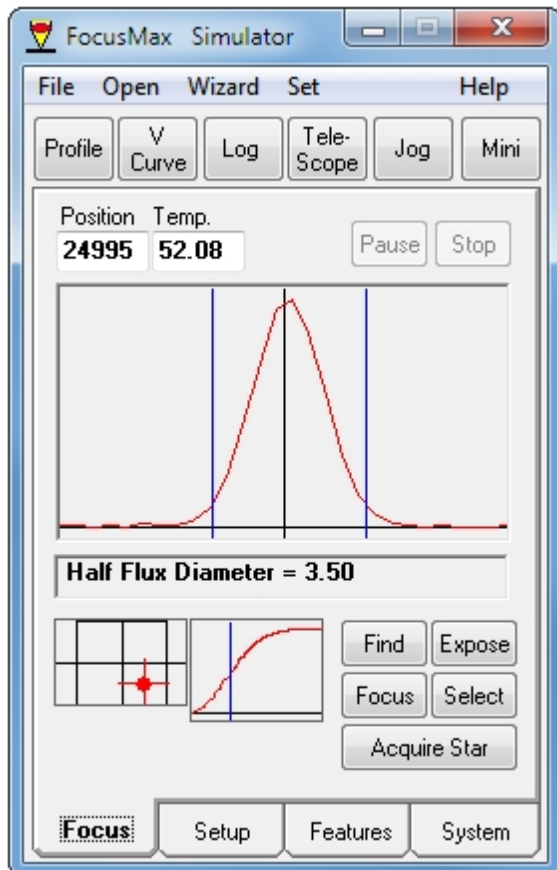 FocusMax Simulator
File Open Wizard Set Help
Profile
V
Curve
Log
Tele-
Scope
Jog
Mini
Position Temp.
24995 52.08
Pause Stop
Half Flux Diameter = 3.50
Find Expose
Focus Select
Acquire Star
Focus Setup Features System